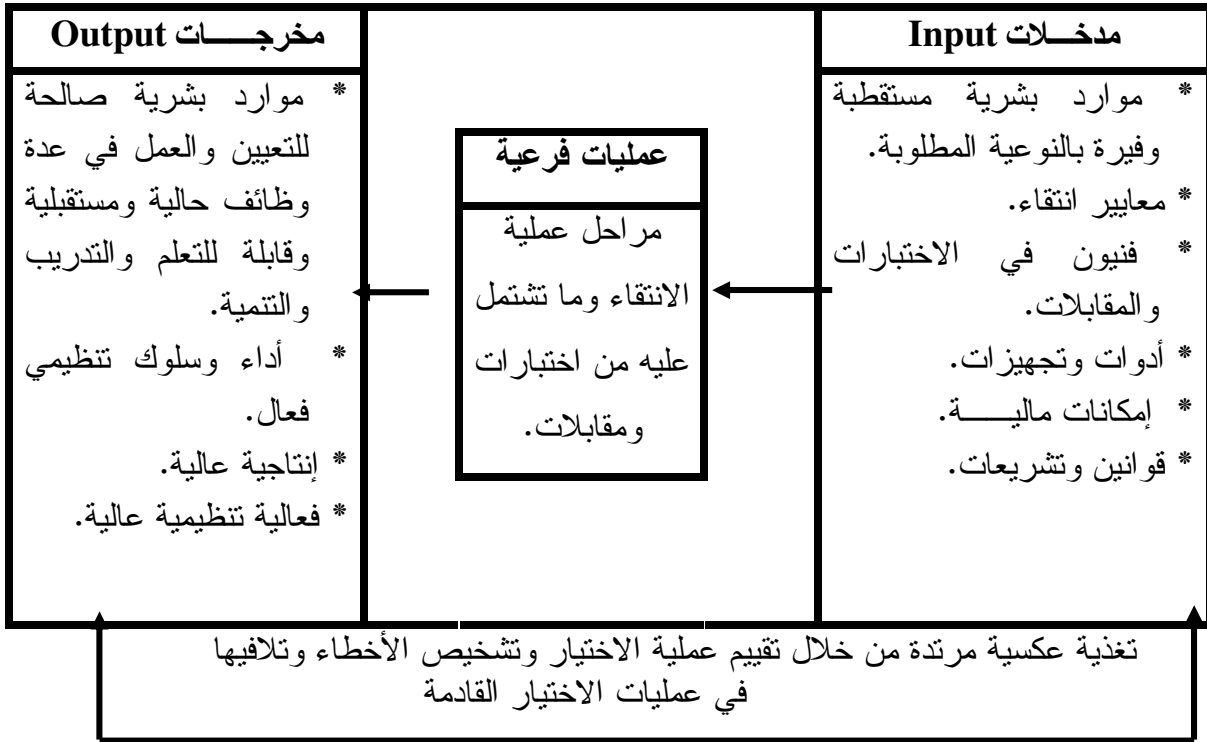 مدخـــلات Input
* موارد بشرية مستقطبة
وفيرة بالنوعية المطلوبة.
* معايير انتقاء.
* فنيون في الاختبارات
والمقابلات.
* أدوات وتجهيزات.
* إمكانات ماليــــــة.
* قوانين وتشريعات.
عمليات فرعية
مراحل عملية
الانتقاء وما تشتمل
عليه من اختبارات
ومقابلات.
مخرجــــــات Output
* موارد بشرية صالحة
للتعيين والعمل في عدة
وظائف حالية ومستقبلية
وقابلة للتعلم والتدريب
والتنمية.
* أداء وسلوك تنظيمي
فعال.
* إنتاجية عالية.
* فعالية تنظيمية عالية.
تغذية عكسية مرتدة من خلال تقييم عملية الاختيار وتشخيص الأخطاء وتلافيها
في عمليات الاختيار القادمة